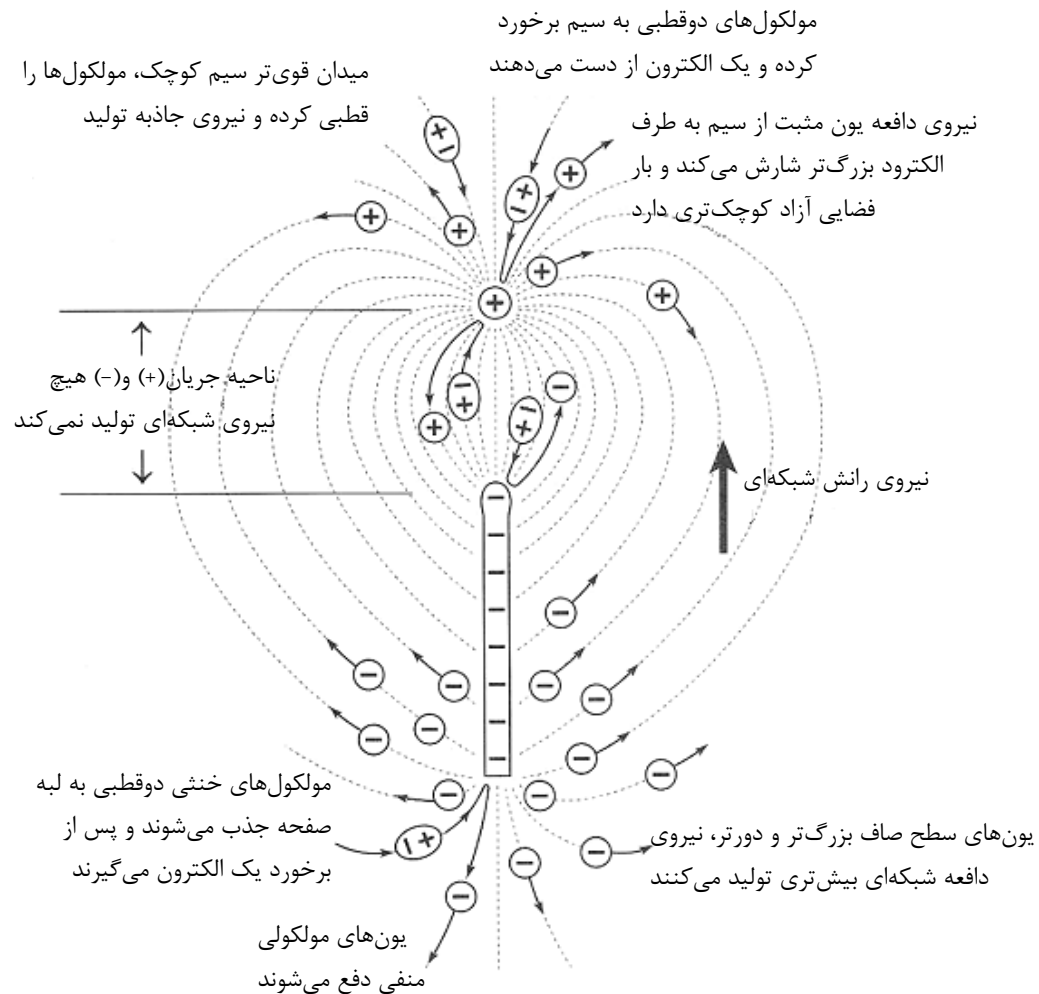 مولکول‌های دوقطبی به سیم برخورد
کرده و یک الکترون از دست می‌دهند
میدان قوی‌تر سیم کوچک، مولکول‌ها را
قطبی کرده و نیروی جاذبه تولید
نیروی دافعه یون مثبت از سیم به طرف
الکترود بزرگ‌تر شارش می‌کند و بار
فضایی آزاد کوچک‌تری دارد
ناحیه جریان(+) و(-) هیچ
نیروی شبکه‌ای تولید نمی‌کند
نیروی رانش شبکه‌ای
مولکول‌های خنثی دوقطبی به لبه
صفحه جذب می‌شوند و پس از
برخورد یک الکترون می‌گیرند
یون‌های سطح صاف بزرگ‌تر و دورتر، نیروی
دافعه شبکه‌ای بیش‌تری تولید می‌کنند
یون‌های مولکولی
منفی دفع می‌شوند